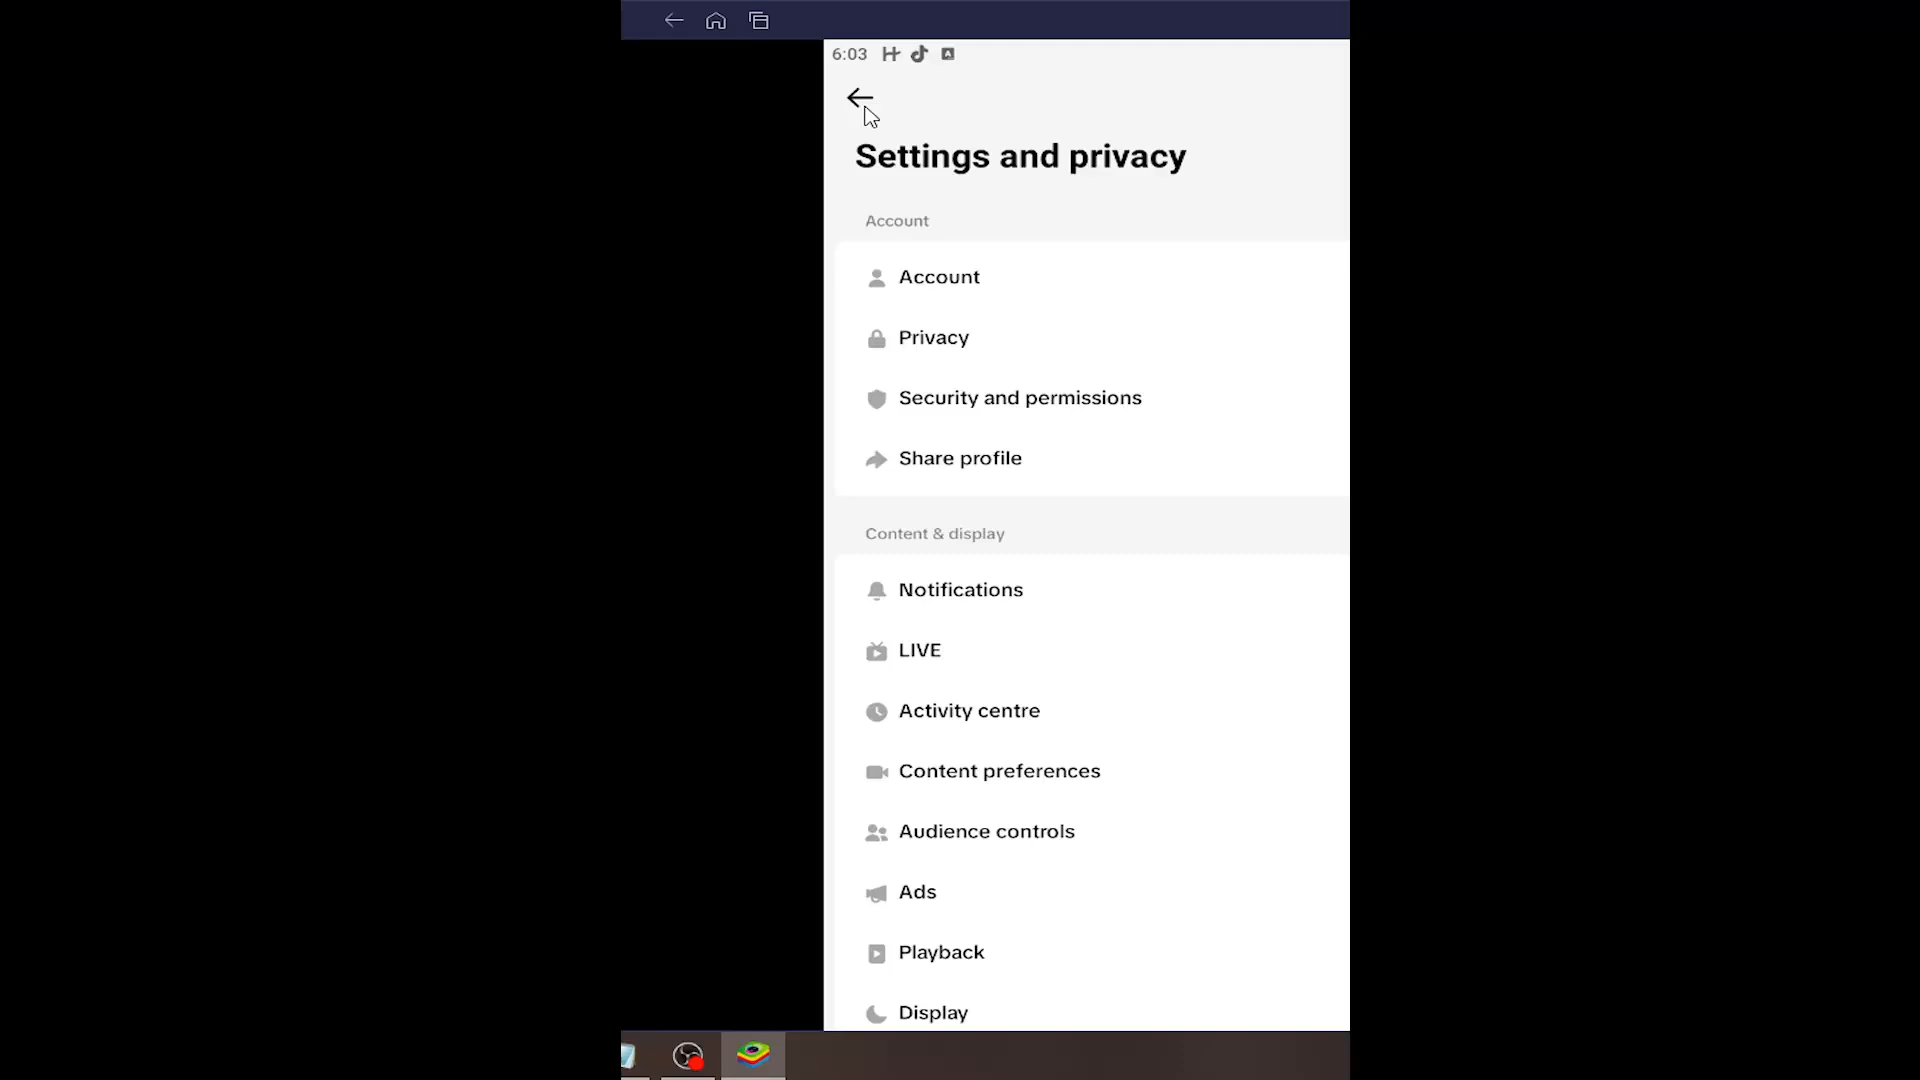 6:03
Settings and privacy
Account
Account
Privacy
Security and permissions
Share profile
Content & display
Notifications
LIVE
Activity centre
Content preferences
Audience controls
Ads
Playback
Display